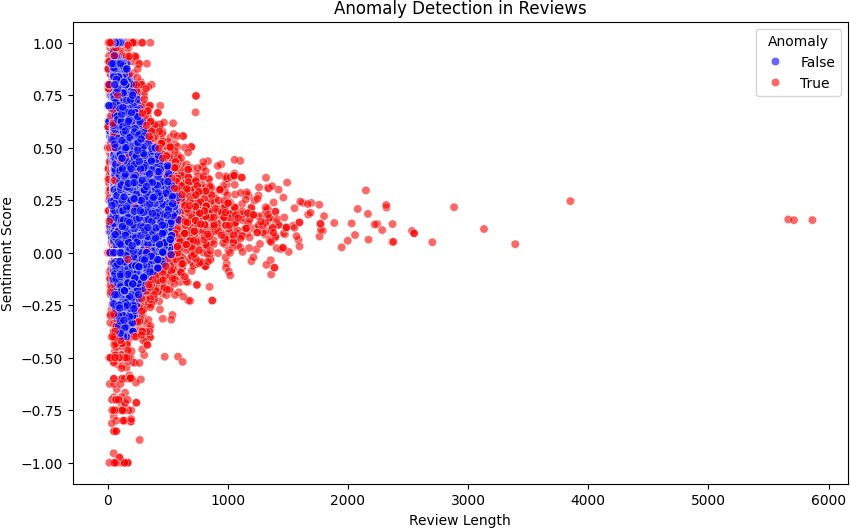 Anomaly Detection in Reviews
Anomaly
False
True
Sentiment Score
1.00
0.75
0.50
0.25
0.00
−0.25
−0.50
−0.75
−1.00
0 1000 2000 3000 4000 5000 6000
Review Length